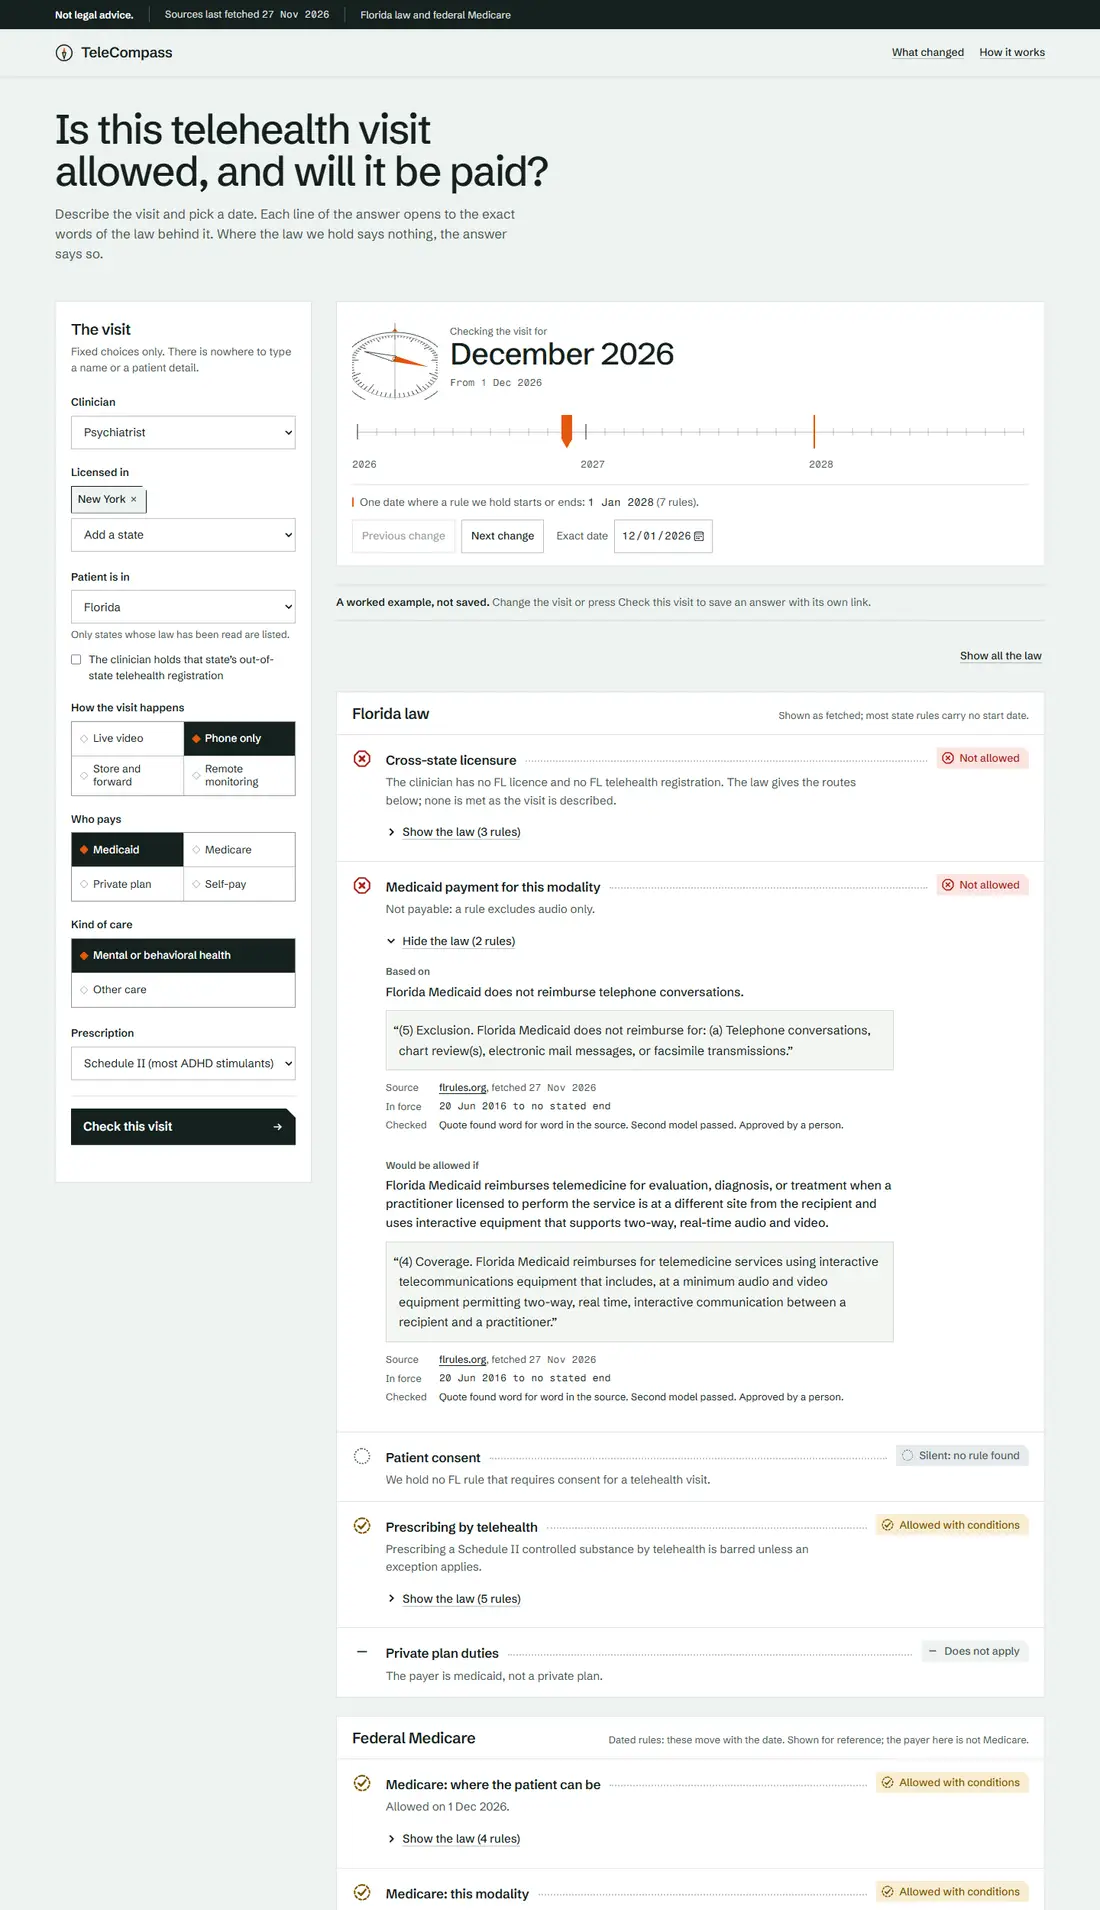 Not legal advice.
Sources last fetched 27 Nov 2026
Florida law and federal Medicare
TeleCompass
What changed
How it works
Is this telehealth visit
allowed, and will it be paid?
Describe the visit and pick a date. Each line of the answer opens to the exact
words of the law behind it. Where the law we hold says nothing, the answer
says so.
The visit
Fixed choices only. There is nowhere to type
a name or a patient detail.
Clinician
Psychiatrist
Licensed in
New York ×
Add a state
Patient is in
Florida
Only states whose law has been read are listed.
The clinician holds that state's out-of-
state telehealth registration
How the visit happens
Live video
Phone only
Store and
forward
Remote
monitoring
Who pays
Medicaid
Medicare
Private plan
Self-pay
Kind of care
Mental or behavioral health
Other care
Prescription
Schedule II (most ADHD stimulants)
Check this visit →
Checking the visit for
December 2026
From 1 Dec 2026
2026
2027
2028
One date where a rule we hold starts or ends: 1 Jan 2028 (7 rules).
Previous change
Next change
Exact date
12/01/2026
A worked example, not saved. Change the visit or press Check this visit to save an answer with its own link.
Show all the law
Florida law
Shown as fetched; most state rules carry no start date.
Cross-state licensure
Not allowed
The clinician has no FL licence and no FL telehealth registration. The law gives the routes
below; none is met as the visit is described.
Show the law (3 rules)
Medicaid payment for this modality
Not allowed
Not payable: a rule excludes audio only.
Hide the law (2 rules)
Based on
Florida Medicaid does not reimburse telephone conversations.
“(5) Exclusion. Florida Medicaid does not reimburse for: (a) Telephone conversations,
chart review(s), electronic mail messages, or facsimile transmissions.”
Source flrules.org, fetched 27 Nov 2026
In force 20 Jun 2016 to no stated end
Checked Quote found word for word in the source. Second model passed. Approved by a person.
Would be allowed if
Florida Medicaid reimburses telemedicine for evaluation, diagnosis, or treatment when a
practitioner licensed to perform the service is at a different site from the recipient and
uses interactive equipment that supports two-way, real-time audio and video.
“(4) Coverage. Florida Medicaid reimburses for telemedicine services using interactive
telecommunications equipment that includes, at a minimum audio and video
equipment permitting two-way, real time, interactive communication between a
recipient and a practitioner.”
Source flrules.org, fetched 27 Nov 2026
In force 20 Jun 2016 to no stated end
Checked Quote found word for word in the source. Second model passed. Approved by a person.
Patient consent
Silent: no rule found
We hold no FL rule that requires consent for a telehealth visit.
Prescribing by telehealth
Allowed with conditions
Prescribing a Schedule II controlled substance by telehealth is barred unless an
exception applies.
Show the law (5 rules)
Private plan duties
Does not apply
The payer is medicaid, not a private plan.
Federal Medicare
Dated rules: these move with the date. Shown for reference; the payer here is not Medicare.
Medicare: where the patient can be
Allowed with conditions
Allowed on 1 Dec 2026.
Show the law (4 rules)
Medicare: this modality
Allowed with conditions